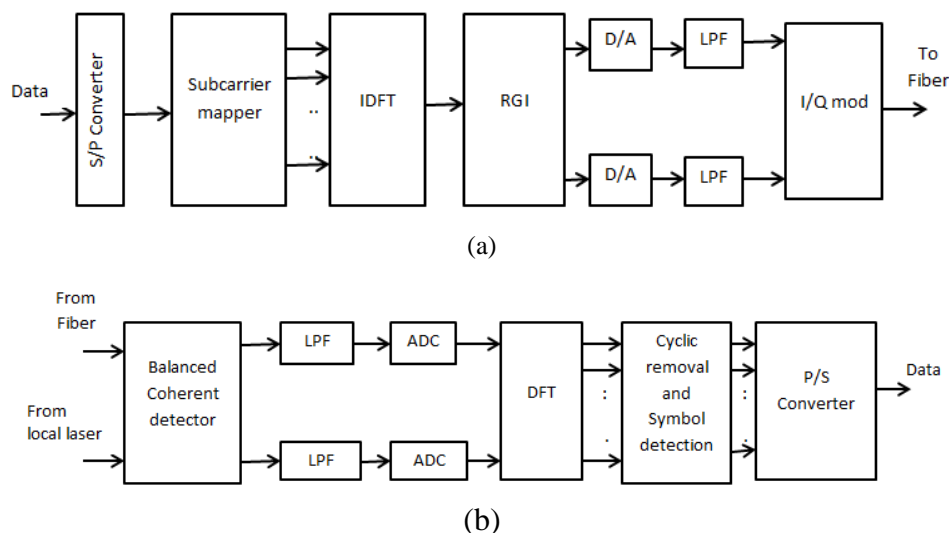 Data
S/P Converter
Subcarrier
mapper
..
..
IDFT
RGI
D/A
LPF
D/A
LPF
I/Q mod
To
Fiber
(a)
From
Fiber
From
local laser
Balanced
Coherent
detector
LPF
ADC
LPF
ADC
DFT
:
.
Cyclic
removal
and
Symbol
detection
:
.
P/S
Converter
Data
(b)